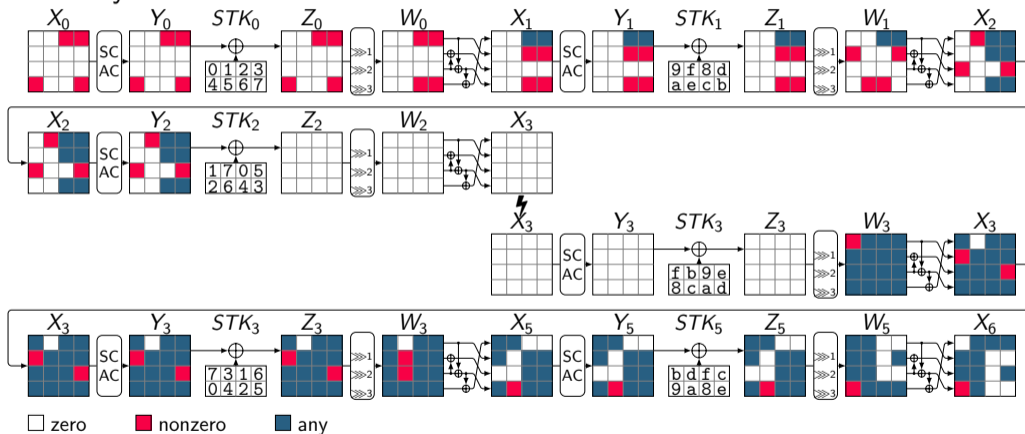 X0 Y0 STK0 Z0 W0 X1 Y1 STK1 Z1 W1 X2
SC AC 0 1 2 3 4 5 6 7 ⋙1 ⋙2 ⋙3 SC AC 9 f 8 d a e c b ⋙1 ⋙2 ⋙3
X2 Y2 STK2 Z2 W2 X3
SC AC 1 7 0 5 2 6 4 3 ⋙1 ⋙2 ⋙3
X3 Y3 STK3 Z3 W3 X3
SC AC f b 9 e 8 c a d ⋙1 ⋙2 ⋙3
X3 Y3 STK3 Z3 W3 X5 Y5 STK5 Z5 W5 X6
SC AC 7 3 1 6 0 4 2 5 ⋙1 ⋙2 ⋙3 SC AC b d f c 9 a 8 e ⋙1 ⋙2 ⋙3
zero nonzero any